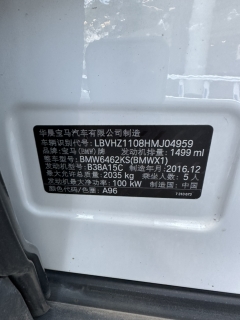 华晨宝马汽车有限公司制造
车辆识别代号 LBVHZ1108HMJ04959
发动机排量 1499 ml
整车型号: BMW6462KS(BMWX1)
品牌: 宝马(BMW)牌 制造年月: 2016.12
发动机型号: B38A15C 乘坐人数: 5 人
最大允许总质量: 2035 kg
发动机最大净功率: 100 kW 制造国: 中国
颜色代码/色差: A96